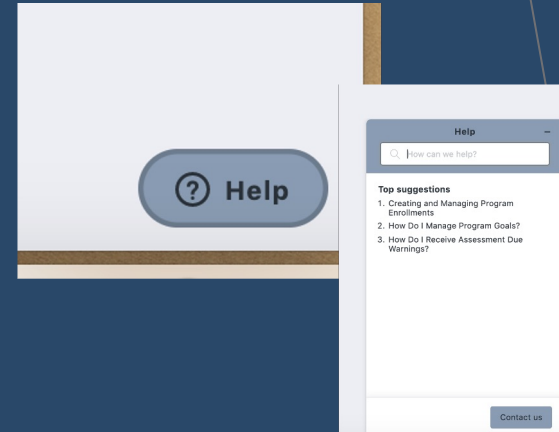 Help
Help
How can we help?
Top suggestions
1. Creating and Managing Program
Enrollments
2. How Do I Manage Program Goals?
3. How Do I Receive Assessment Due
Warnings?
Contact us